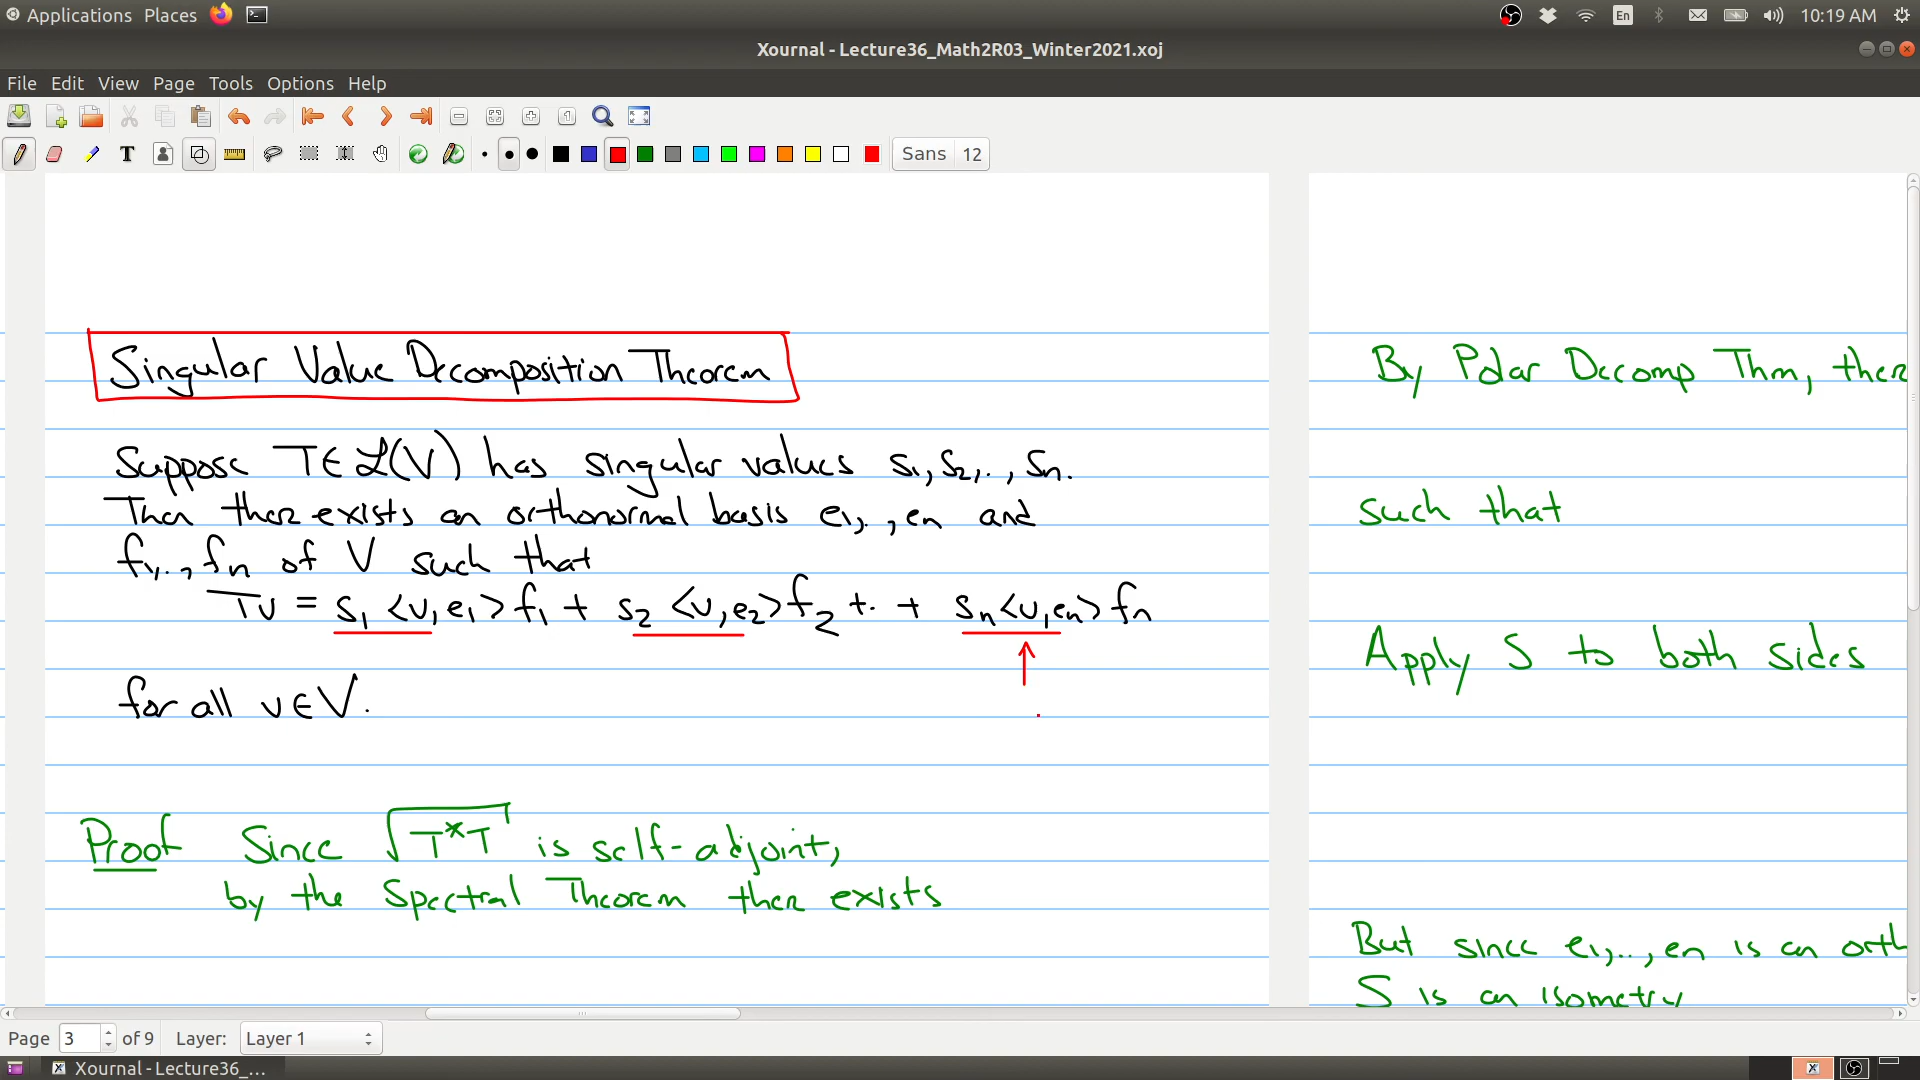 Applications Places En 10:19 AM
Xournal - Lecture36_Math2R03_Winter2021.xoj
File Edit View Page Tools Options Help
T Sans 12
Singular Value Decomposition Theorem
Suppose T∈ℒ(V) has singular values s₁, s₂, .., sₙ.
Then there exists an orthonormal basis e₁, .., eₙ and
f₁, .., fₙ of V such that
Tv = s₁ <v, e₁> f₁ + s₂ <v, e₂> f₂ + .. + sₙ <v, eₙ> fₙ
for all v ∈ V.
Proof Since √T*T is self-adjoint,
by the Spectral Theorem there exists
By Polar Decomp Thm, ther
such that
Apply S to both sides
But since e₁, .., eₙ is an orth
S is an isometry
Page 3 of 9 Layer: Layer 1
Xournal - Lecture36_...